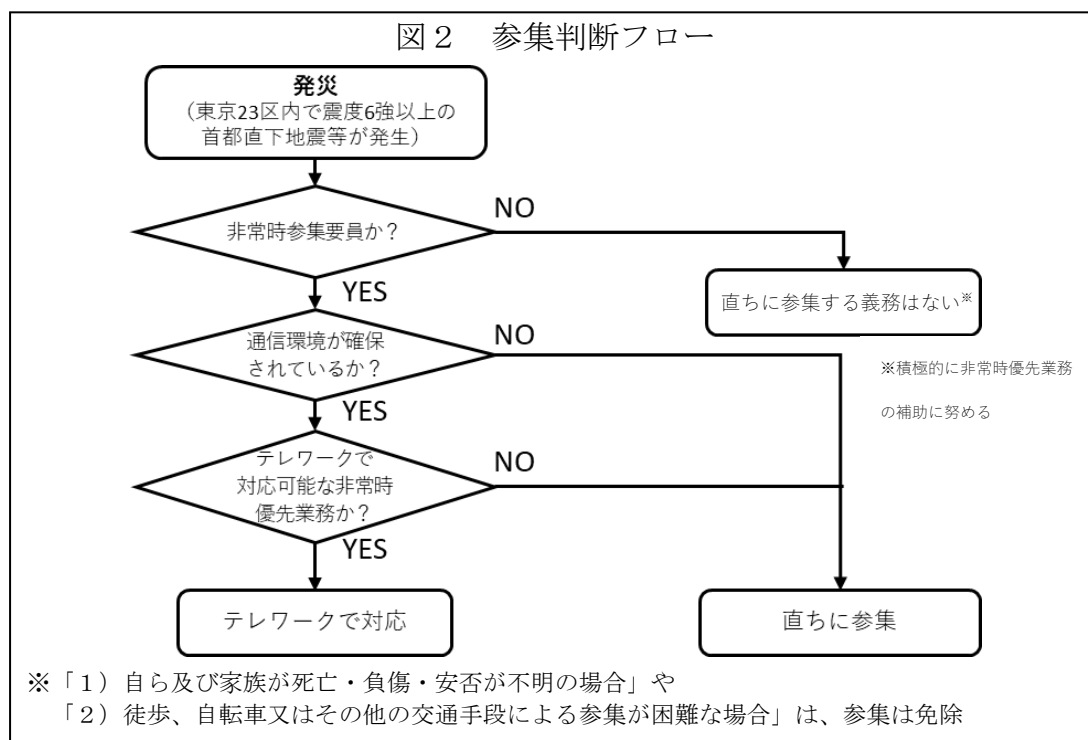 図２　参集判断フロー
発災
（東京23区内で震度6強以上の
首都直下地震等が発生）
非常時参集要員か？
NO
直ちに参集する義務はない※
※積極的に非常時優先業務
の補助に努める
YES
通信環境が確保
されているか？
NO
YES
テレワークで
対応可能な非常時
優先業務か？
NO
YES
テレワークで対応
直ちに参集
※「１）自ら及び家族が死亡・負傷・安否が不明の場合」や
「２）徒歩、自転車又はその他の交通手段による参集が困難な場合」は、参集は免除